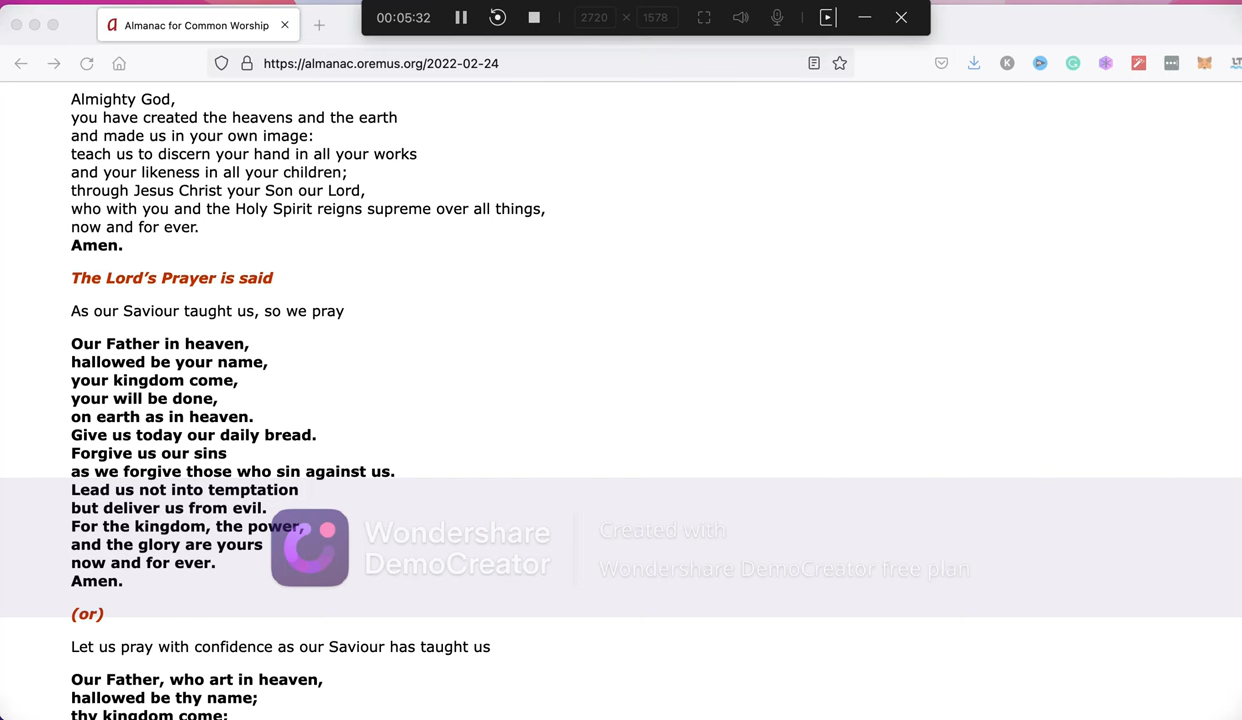 00:05:32
2720 × 1578
Almanac for Common Worship
https://almanac.oremus.org/2022-02-24
Almighty God,
you have created the heavens and the earth
and made us in your own image:
teach us to discern your hand in all your works
and your likeness in all your children;
through Jesus Christ your Son our Lord,
who with you and the Holy Spirit reigns supreme over all things,
now and for ever.
Amen.
The Lord’s Prayer is said
As our Saviour taught us, so we pray
Our Father in heaven,
hallowed be your name,
your kingdom come,
your will be done,
on earth as in heaven.
Give us today our daily bread.
Forgive us our sins
as we forgive those who sin against us.
Lead us not into temptation
but deliver us from evil.
For the kingdom, the power,
and the glory are yours
now and for ever.
Amen.
Wondershare
DemoCreator
Created with
Wondershare DemoCreator free plan
(or)
Let us pray with confidence as our Saviour has taught us
Our Father, who art in heaven,
hallowed be thy name;
thy kingdom come;